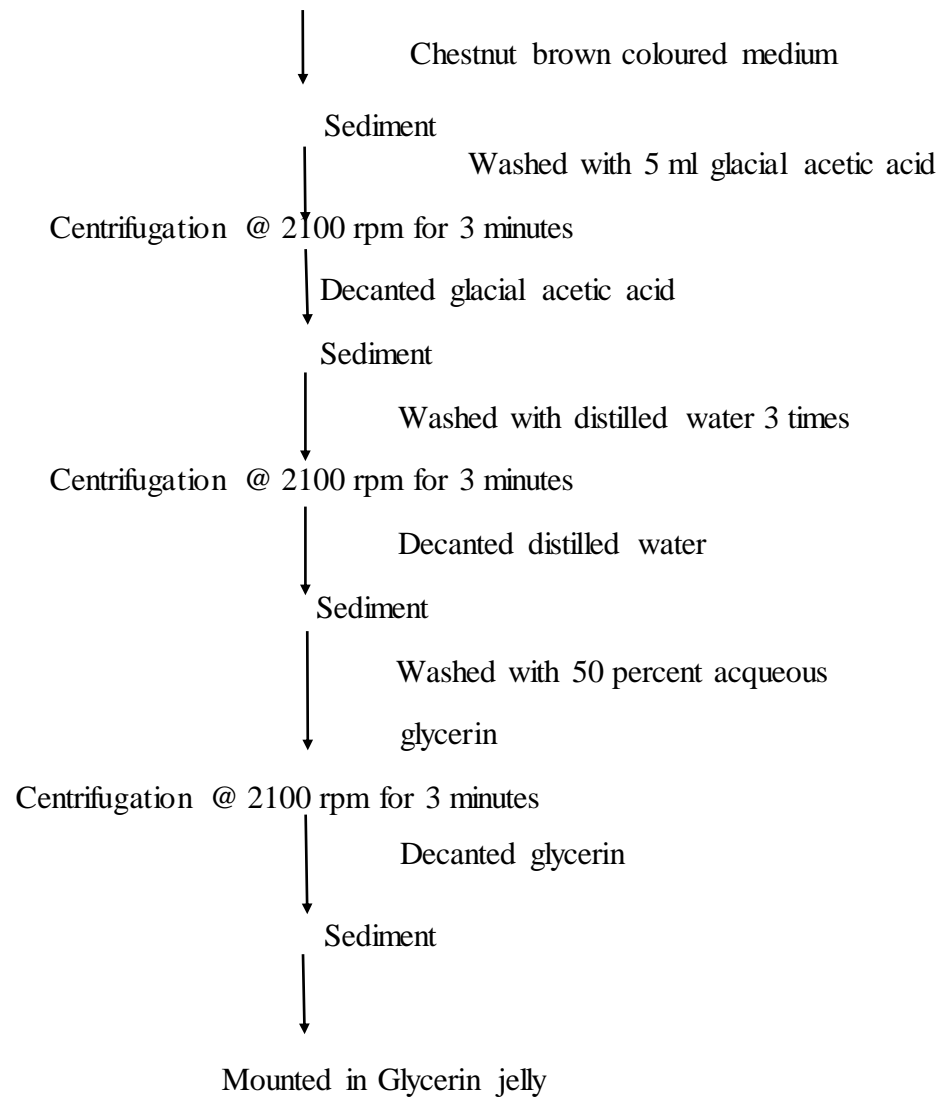 Chestnut brown coloured medium
Sediment
Washed with 5 ml glacial acetic acid
Centrifugation @ 2100 rpm for 3 minutes
Decanted glacial acetic acid
Sediment
Washed with distilled water 3 times
Centrifugation @ 2100 rpm for 3 minutes
Decanted distilled water
Sediment
Washed with 50 percent acqueous
glycerin
Centrifugation @ 2100 rpm for 3 minutes
Decanted glycerin
Sediment
Mounted in Glycerin jelly